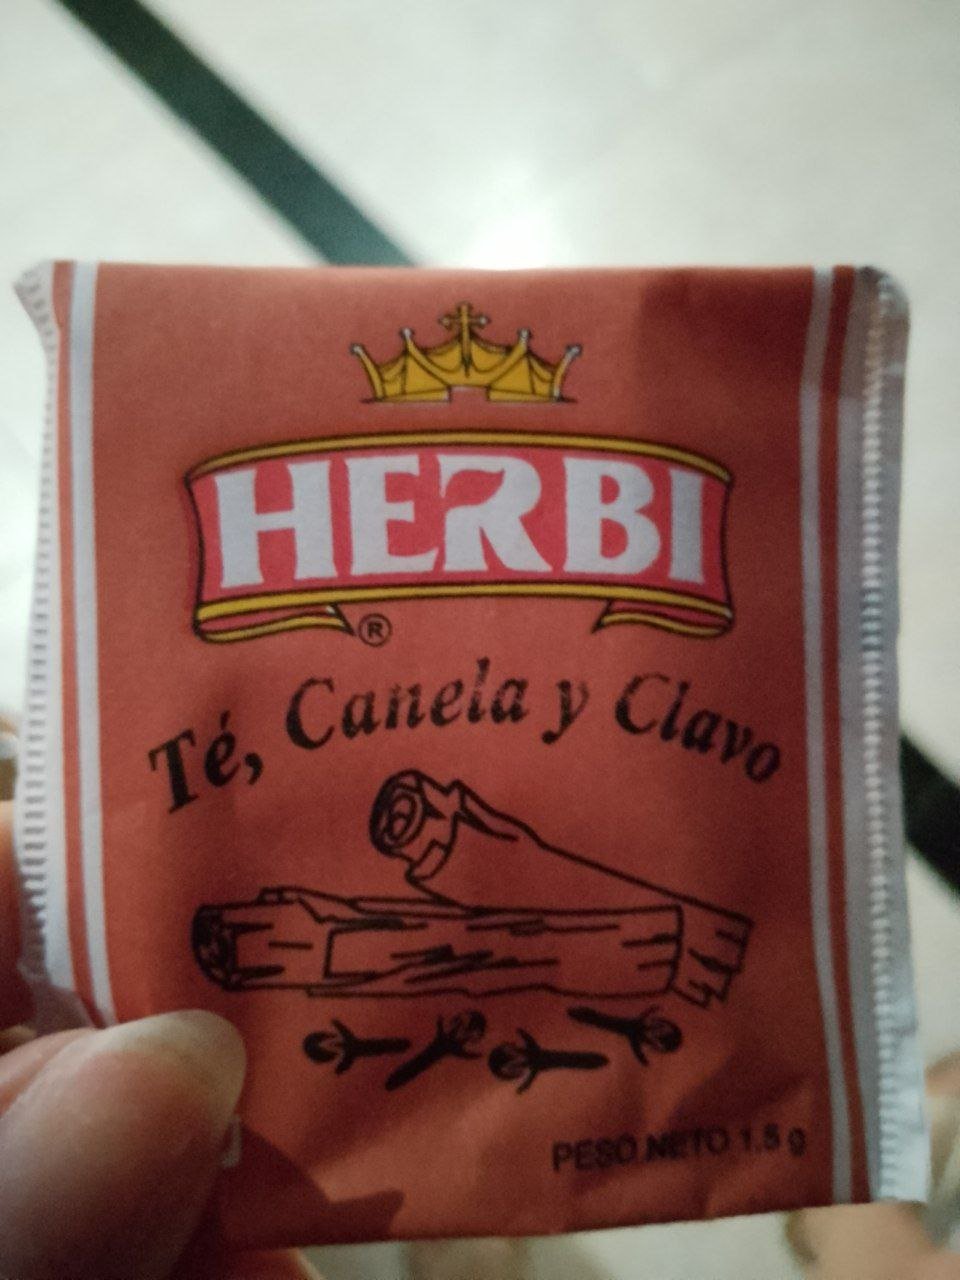 HERBI
®
Té, Canela y Clavo
PESO NETO 1.5 g